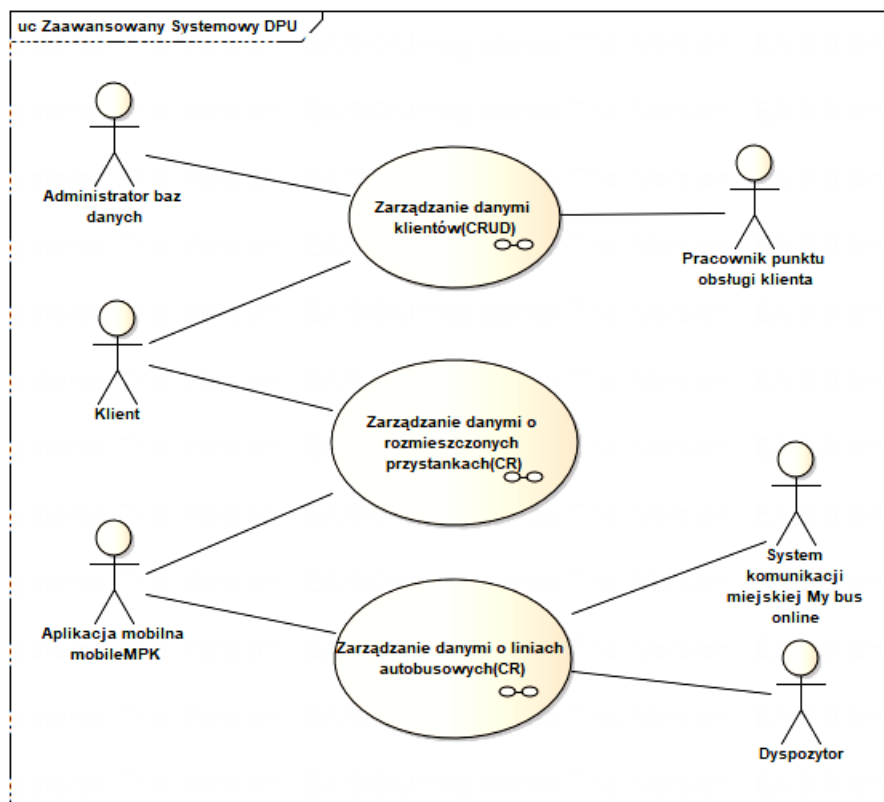 uc Zaawansowany Systemowy DPU
Administrator baz
danych
Zarządzanie danymi
klientów(CRUD)
Pracownik punktu
obsługi klienta
Klient
Zarządzanie danymi o
rozmieszczonych
przystankach(CR)
Aplikacja mobilna
mobileMPK
System
komunikacji
miejskiej My bus
online
Zarządzanie danymi o liniach
autobusowych(CR)
Dyspozytor